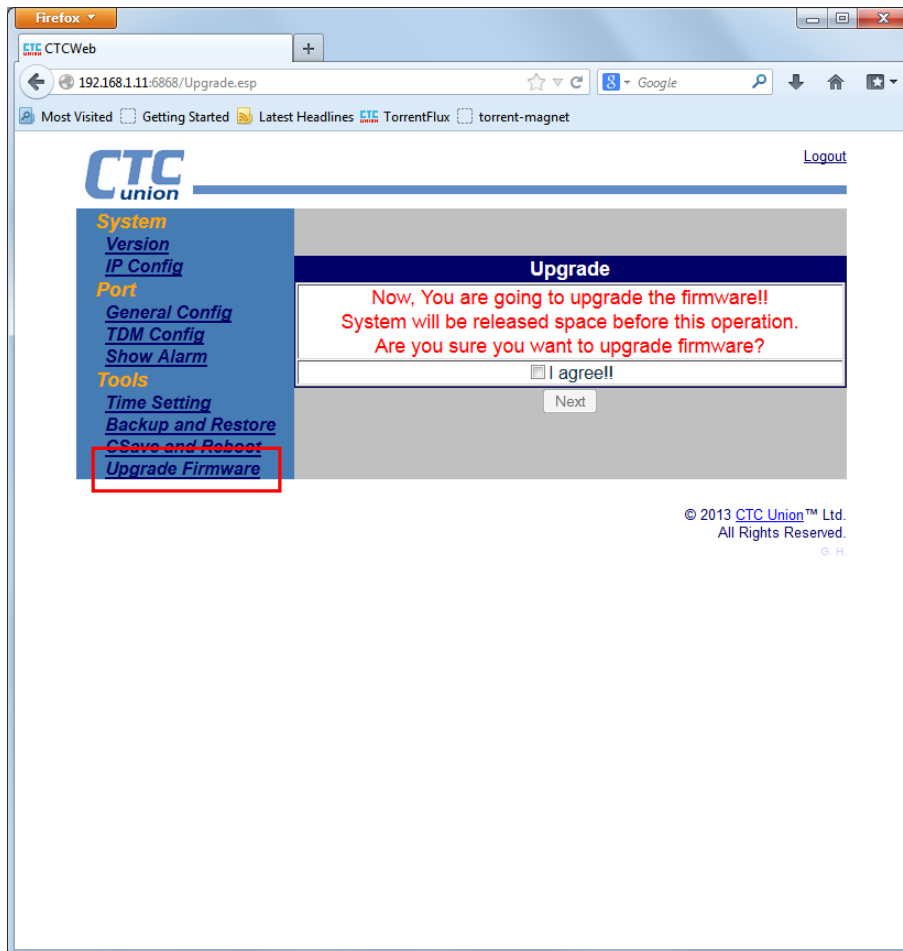 Firefox
CTC UNION CTCWeb
192.168.1.11:6868/Upgrade.esp
Google
Most Visited Getting Started Latest Headlines CTC UNION TorrentFlux torrent-magnet
CTC
union
Logout
System
Version
IP Config
Port
General Config
TDM Config
Show Alarm
Tools
Time Setting
Backup and Restore
CSave and Reboot
Upgrade Firmware
Upgrade
Now, You are going to upgrade the firmware!!
System will be released space before this operation.
Are you sure you want to upgrade firmware?
I agree!!
Next
© 2013 CTC Union™ Ltd.
All Rights Reserved.
G. H.